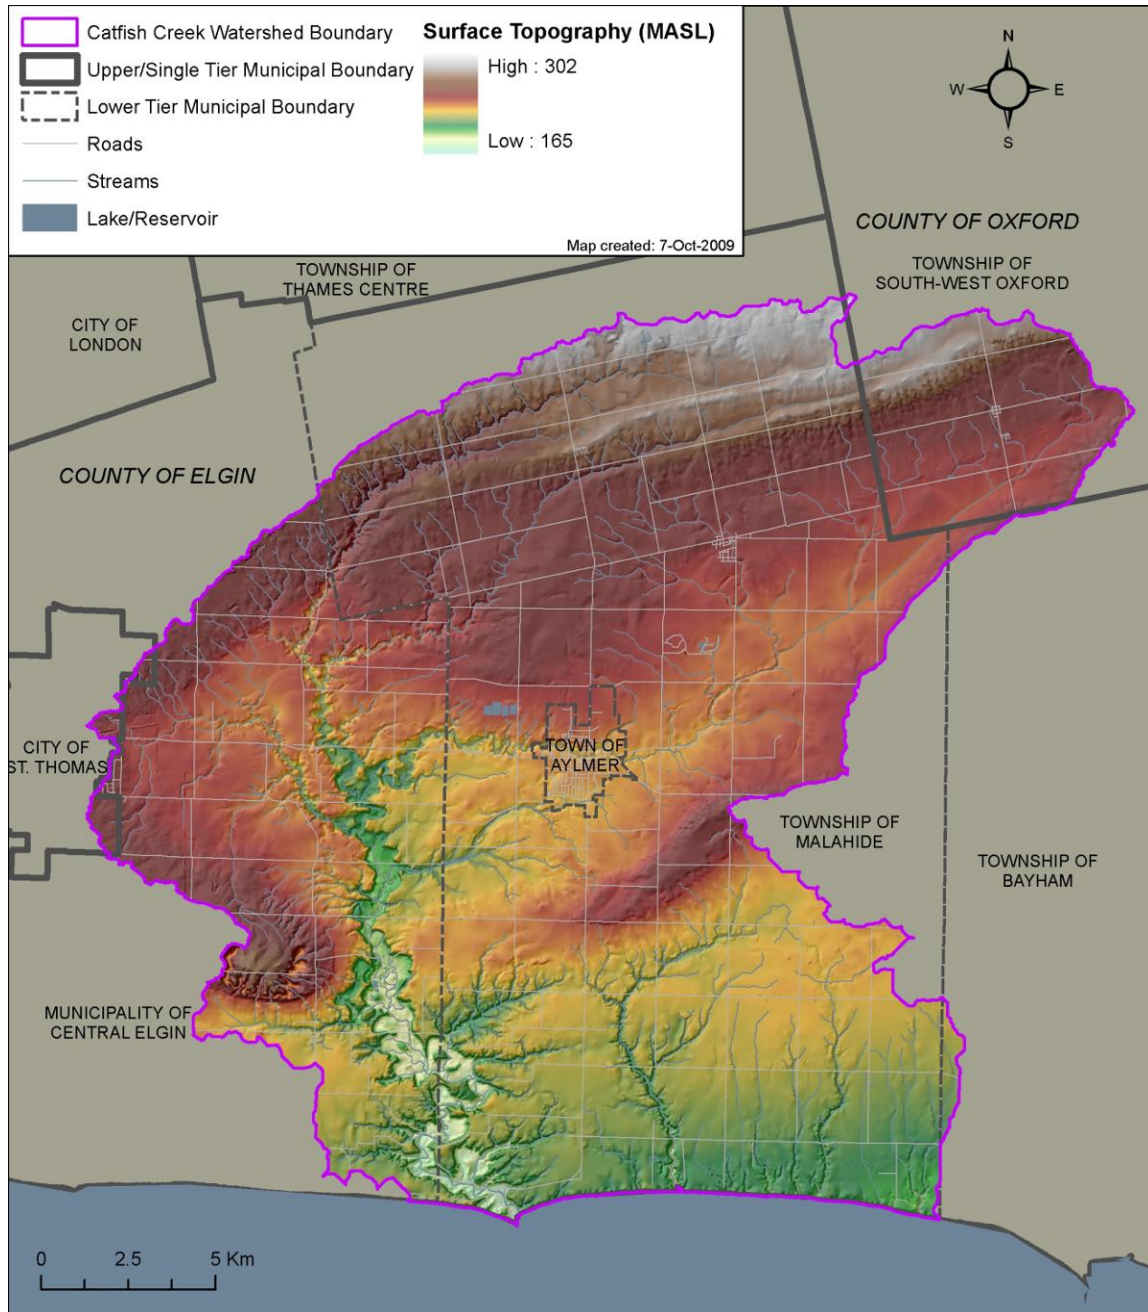 Catfish Creek Watershed Boundary
Upper/Single Tier Municipal Boundary
Lower Tier Municipal Boundary
Roads
Streams
Lake/Reservoir
Surface Topography (MASL)
High : 302
Low : 165
Map created: 7-Oct-2009
N
W
E
S
COUNTY OF OXFORD
TOWNSHIP OF
SOUTH-WEST OXFORD
TOWNSHIP OF
THAMES CENTRE
CITY OF
LONDON
COUNTY OF ELGIN
CITY OF
ST. THOMAS
TOWN OF
AYLMER
TOWNSHIP OF
MALAHIDE
TOWNSHIP OF
BAYHAM
MUNICIPALITY OF
CENTRAL ELGIN
0 2.5 5 Km